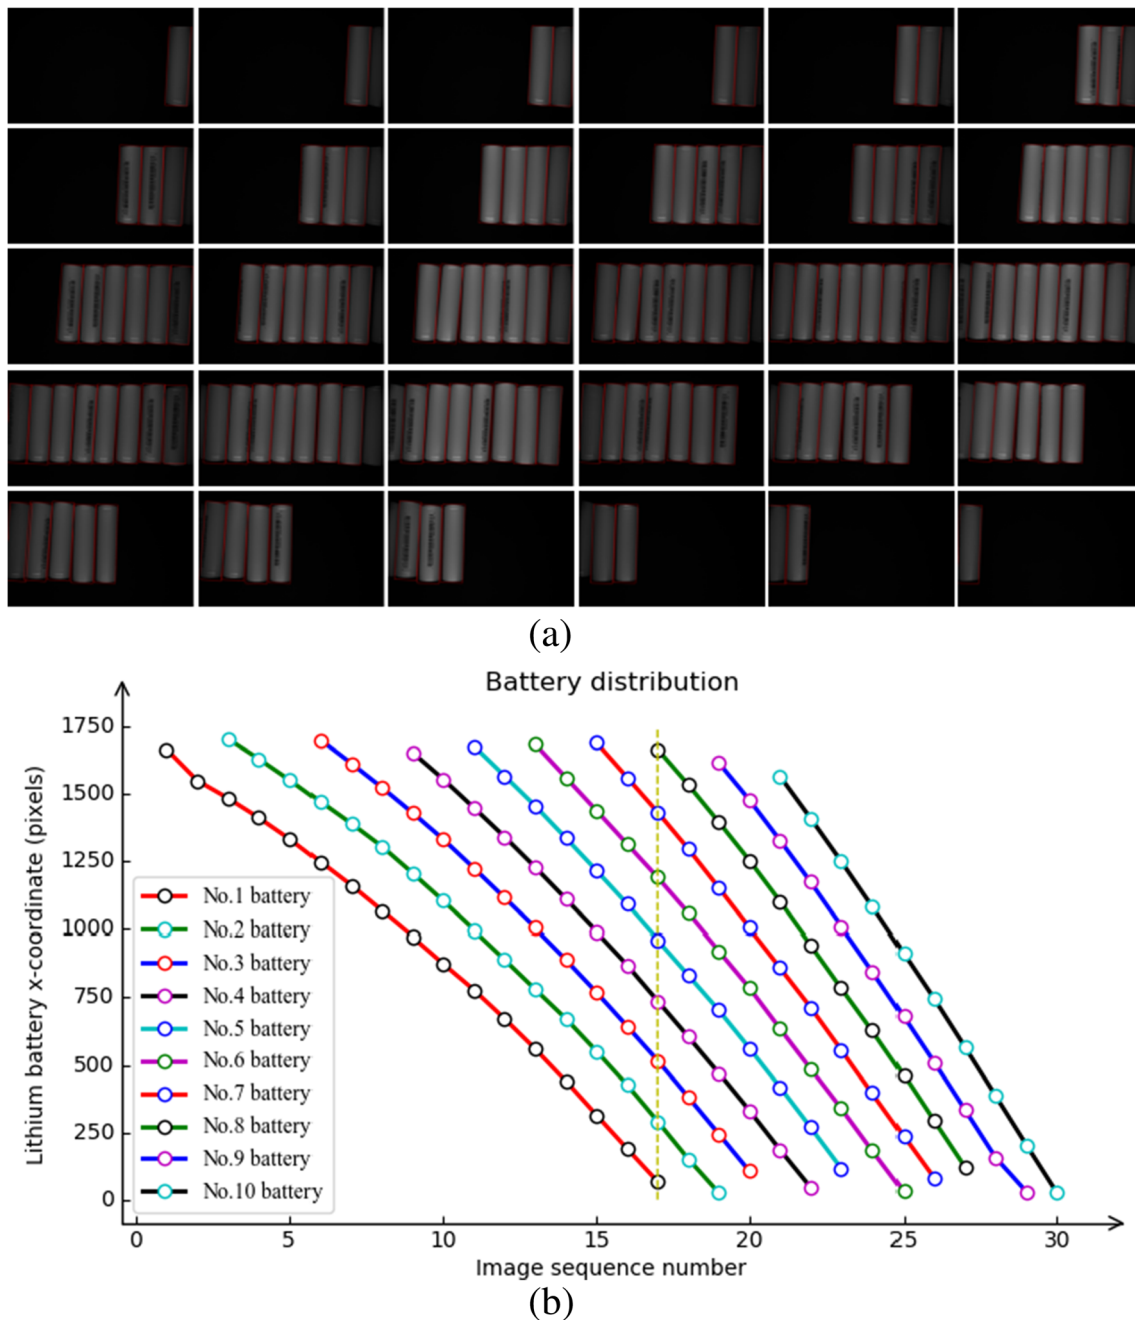 (a)
Battery distribution
Lithium battery x-coordinate (pixels)
1750
1500
1250
1000
750
500
250
0
No.1 battery
No.2 battery
No.3 battery
No.4 battery
No.5 battery
No.6 battery
No.7 battery
No.8 battery
No.9 battery
No.10 battery
0 5 10 15 20 25 30
Image sequence number
(b)